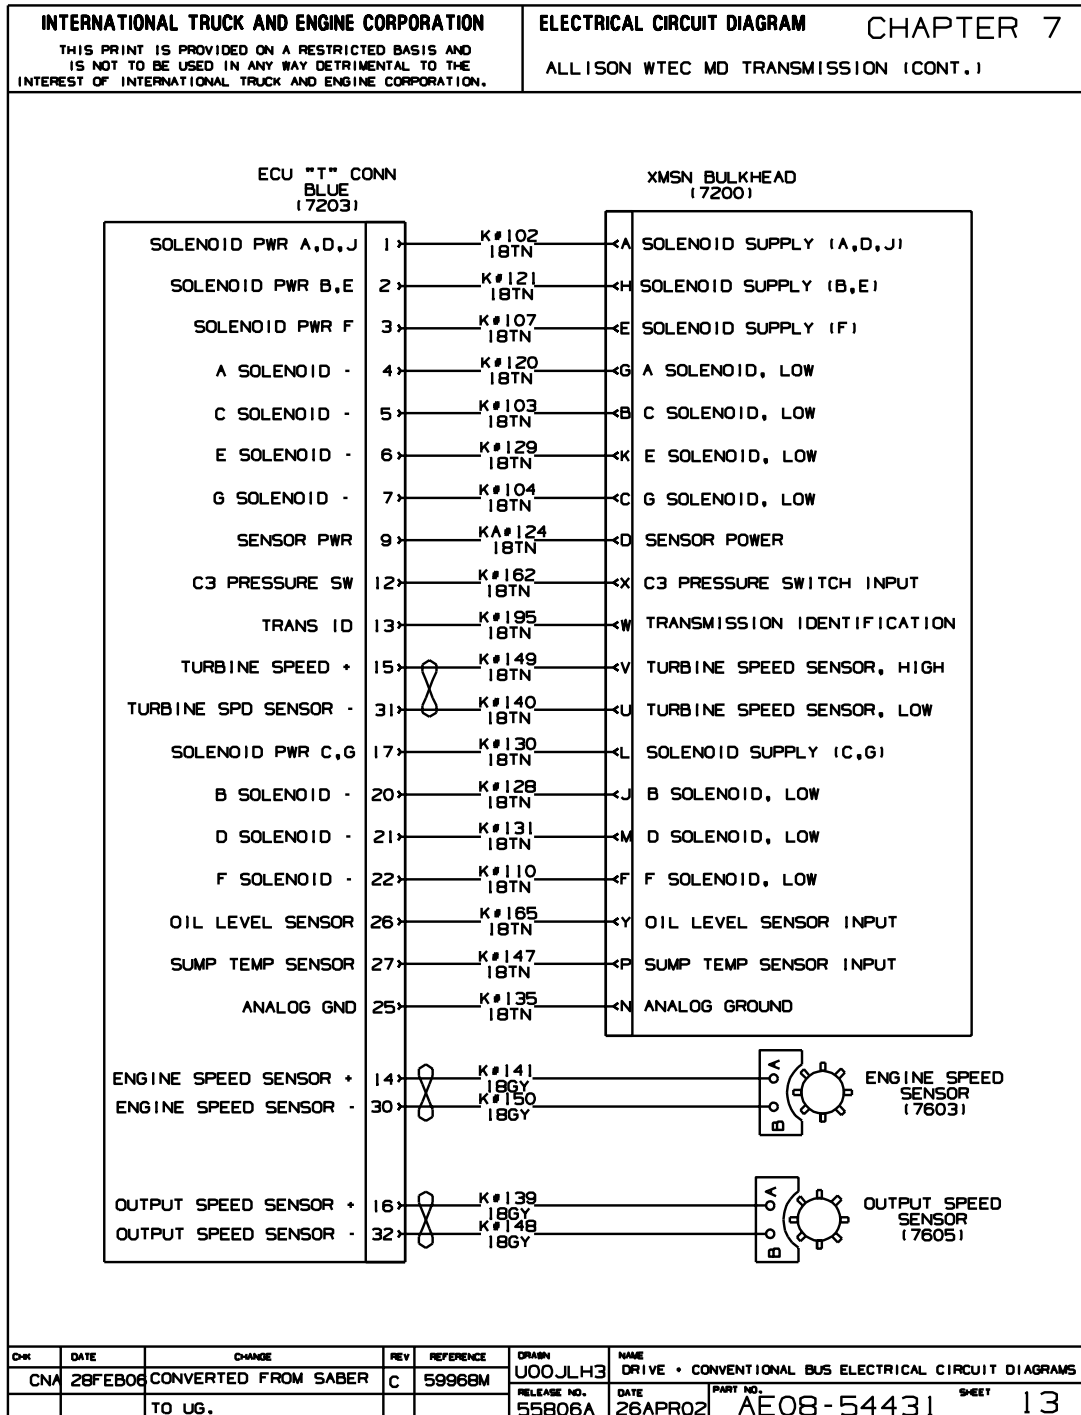 INTERNATIONAL TRUCK AND ENGINE CORPORATION
THIS PRINT IS PROVIDED ON A RESTRICTED BASIS AND
IS NOT TO BE USED IN ANY WAY DETRIMENTAL TO THE
INTEREST OF INTERNATIONAL TRUCK AND ENGINE CORPORATION.
ELECTRICAL CIRCUIT DIAGRAM CHAPTER 7
ALLISON WTEC MD TRANSMISSION (CONT.)
ECU "T" CONN
BLUE
(7203)
XMSN BULKHEAD
(7200)
SOLENOID PWR A,D,J 1 K#102 18TN A SOLENOID SUPPLY (A,D,J)
SOLENOID PWR B,E 2 K#121 18TN H SOLENOID SUPPLY (B,E)
SOLENOID PWR F 3 K#107 18TN E SOLENOID SUPPLY (F)
A SOLENOID - 4 K#120 18TN G A SOLENOID, LOW
C SOLENOID - 5 K#103 18TN B C SOLENOID, LOW
E SOLENOID - 6 K#129 18TN K E SOLENOID, LOW
G SOLENOID - 7 K#104 18TN C G SOLENOID, LOW
SENSOR PWR 9 KA#124 18TN D SENSOR POWER
C3 PRESSURE SW 12 K#162 18TN X C3 PRESSURE SWITCH INPUT
TRANS ID 13 K#195 18TN W TRANSMISSION IDENTIFICATION
TURBINE SPEED + 15 K#149 18TN V TURBINE SPEED SENSOR, HIGH
TURBINE SPD SENSOR - 31 K#140 18TN U TURBINE SPEED SENSOR, LOW
SOLENOID PWR C,G 17 K#130 18TN L SOLENOID SUPPLY (C,G)
B SOLENOID - 20 K#128 18TN J B SOLENOID, LOW
D SOLENOID - 21 K#131 18TN M D SOLENOID, LOW
F SOLENOID - 22 K#110 18TN F F SOLENOID, LOW
OIL LEVEL SENSOR 26 K#165 18TN Y OIL LEVEL SENSOR INPUT
SUMP TEMP SENSOR 27 K#147 18TN P SUMP TEMP SENSOR INPUT
ANALOG GND 25 K#135 18TN N ANALOG GROUND
ENGINE SPEED SENSOR + 14 K#141 18GY A
ENGINE SPEED SENSOR - 30 K#150 18GY B
ENGINE SPEED
SENSOR
(7603)
OUTPUT SPEED SENSOR + 16 K#139 18GY A
OUTPUT SPEED SENSOR - 32 K#148 18GY B
OUTPUT SPEED
SENSOR
(7605)
CHK DATE CHANGE REV REFERENCE DRAWN NAME
CNA 28FEB06 CONVERTED FROM SABER C 59968M U00JLH3 DRIVE + CONVENTIONAL BUS ELECTRICAL CIRCUIT DIAGRAMS
TO UG.
RELEASE NO. DATE PART NO. SHEET
55806A 26APR02 AE08-54431 13